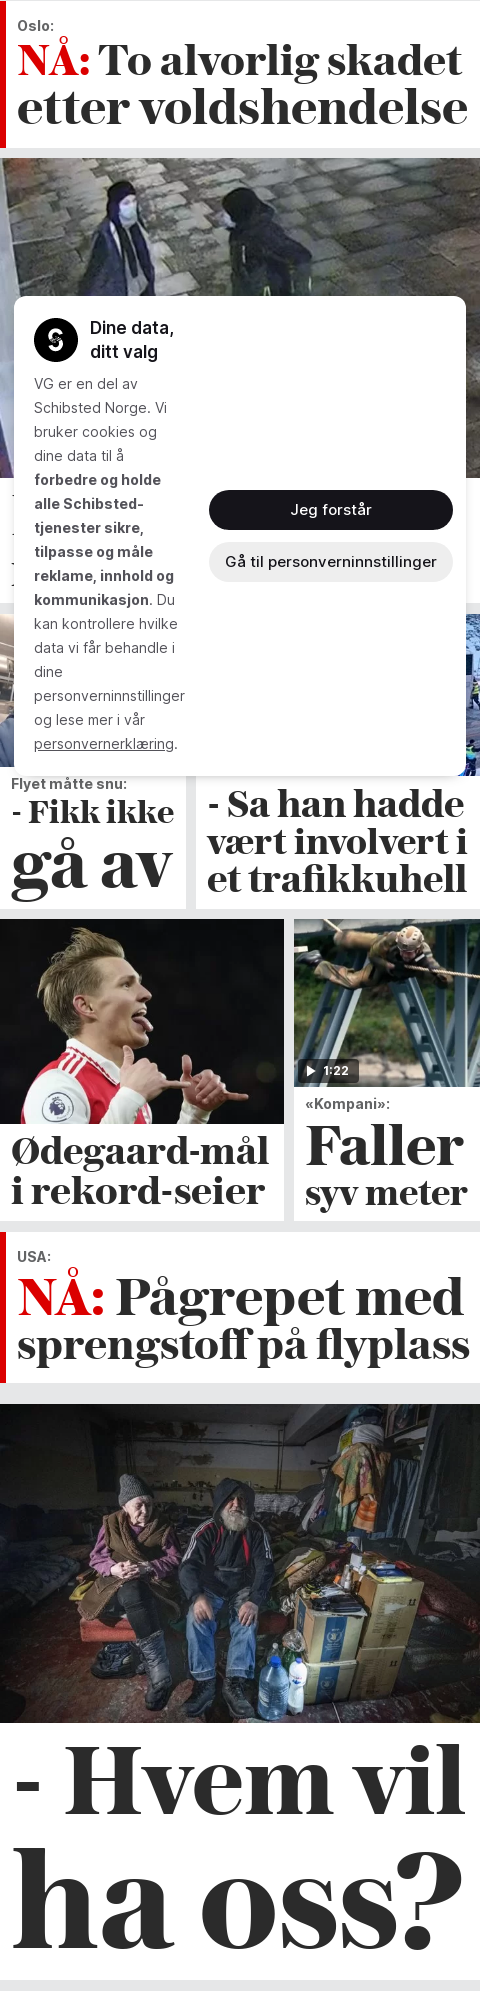 Oslo:
NÅ: To alvorlig skadet
etter voldshendelse
Dine data,
ditt valg
VG er en del av
Schibsted Norge. Vi
bruker cookies og
dine data til å
forbedre og holde
alle Schibsted-
tjenester sikre,
tilpasse og måle
reklame, innhold og
kommunikasjon. Du
kan kontrollere hvilke
data vi får behandle i
dine
personverninnstillinger
og lese mer i vår
personvernerklæring.
Jeg forstår
Gå til personverninnstillinger
Flyet måtte snu:
- Fikk ikke
gå av
- Sa han hadde
vært involvert i
et trafikkuhell
Ødegaard-mål
i rekord-seier
1:22
«Kompani»:
Faller
syv meter
USA:
NÅ: Pågrepet med
sprengstoff på flyplass
- Hvem vil
ha oss?